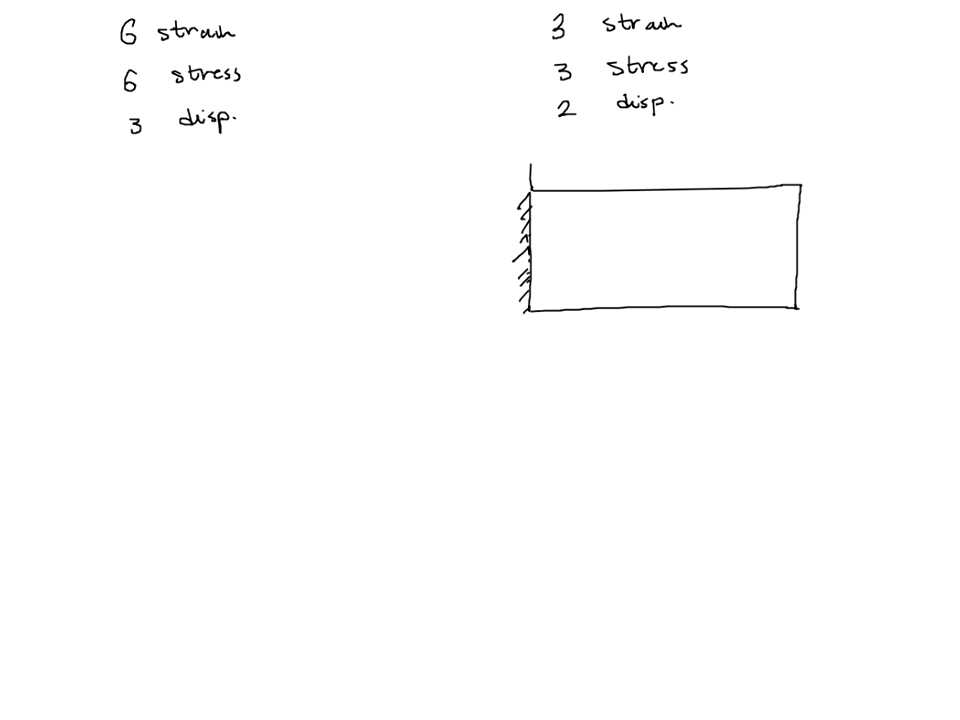 6 strain
6 stress
3 disp.
3 strain
3 stress
2 disp.